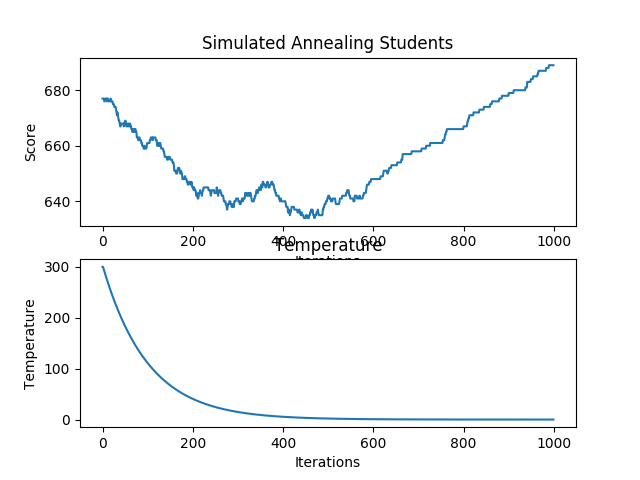 Simulated Annealing Students
Score
680
660
640
0 200 400 600 800 1000
Iterations
Temperature
Temperature
300
200
100
0
0 200 400 600 800 1000
Iterations